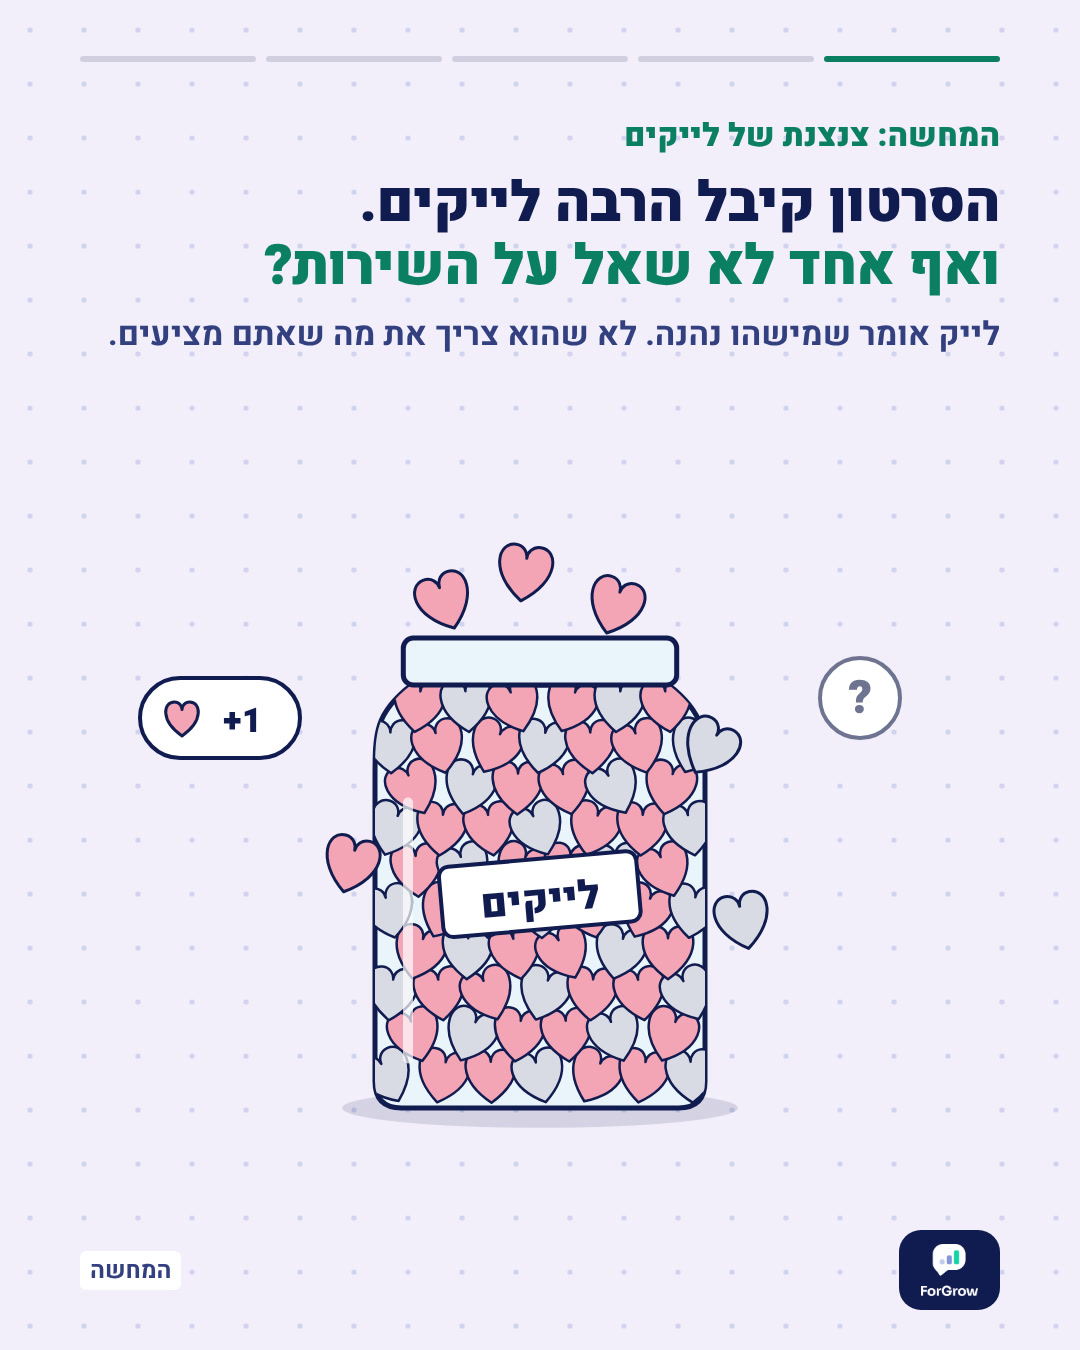 המחשה: צנצנת של לייקים
הסרטון קיבל הרבה לייקים.
ואף אחד לא שאל על השירות?
לייק אומר שמישהו נהנה. לא שהוא צריך את מה שאתם מציעים.
?
+1
לייקים
ForGrow
המחשה